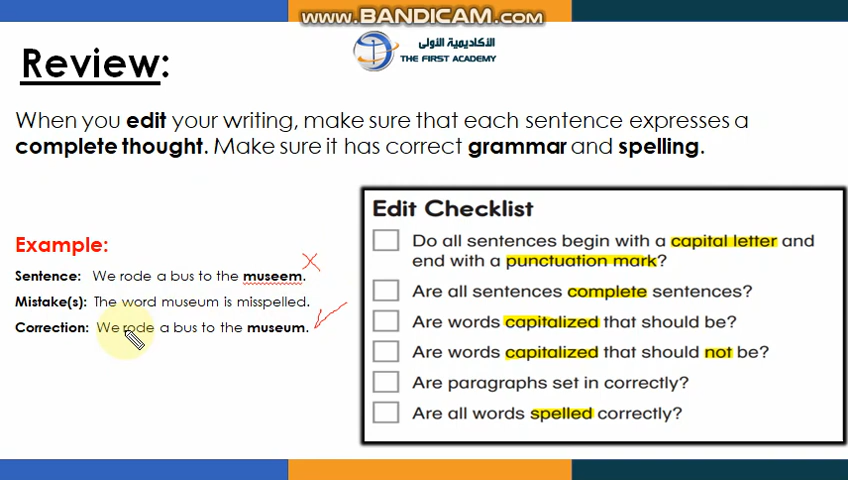 www.BANDICAM.com
الأكاديمية الأولى
THE FIRST ACADEMY
Review:
When you edit your writing, make sure that each sentence expresses a
complete thought. Make sure it has correct grammar and spelling.
Example:
Sentence: We rode a bus to the museem.
Mistake(s): The word museum is misspelled.
Correction: We rode a bus to the museum.
Edit Checklist
Do all sentences begin with a capital letter and
end with a punctuation mark?
Are all sentences complete sentences?
Are words capitalized that should be?
Are words capitalized that should not be?
Are paragraphs set in correctly?
Are all words spelled correctly?